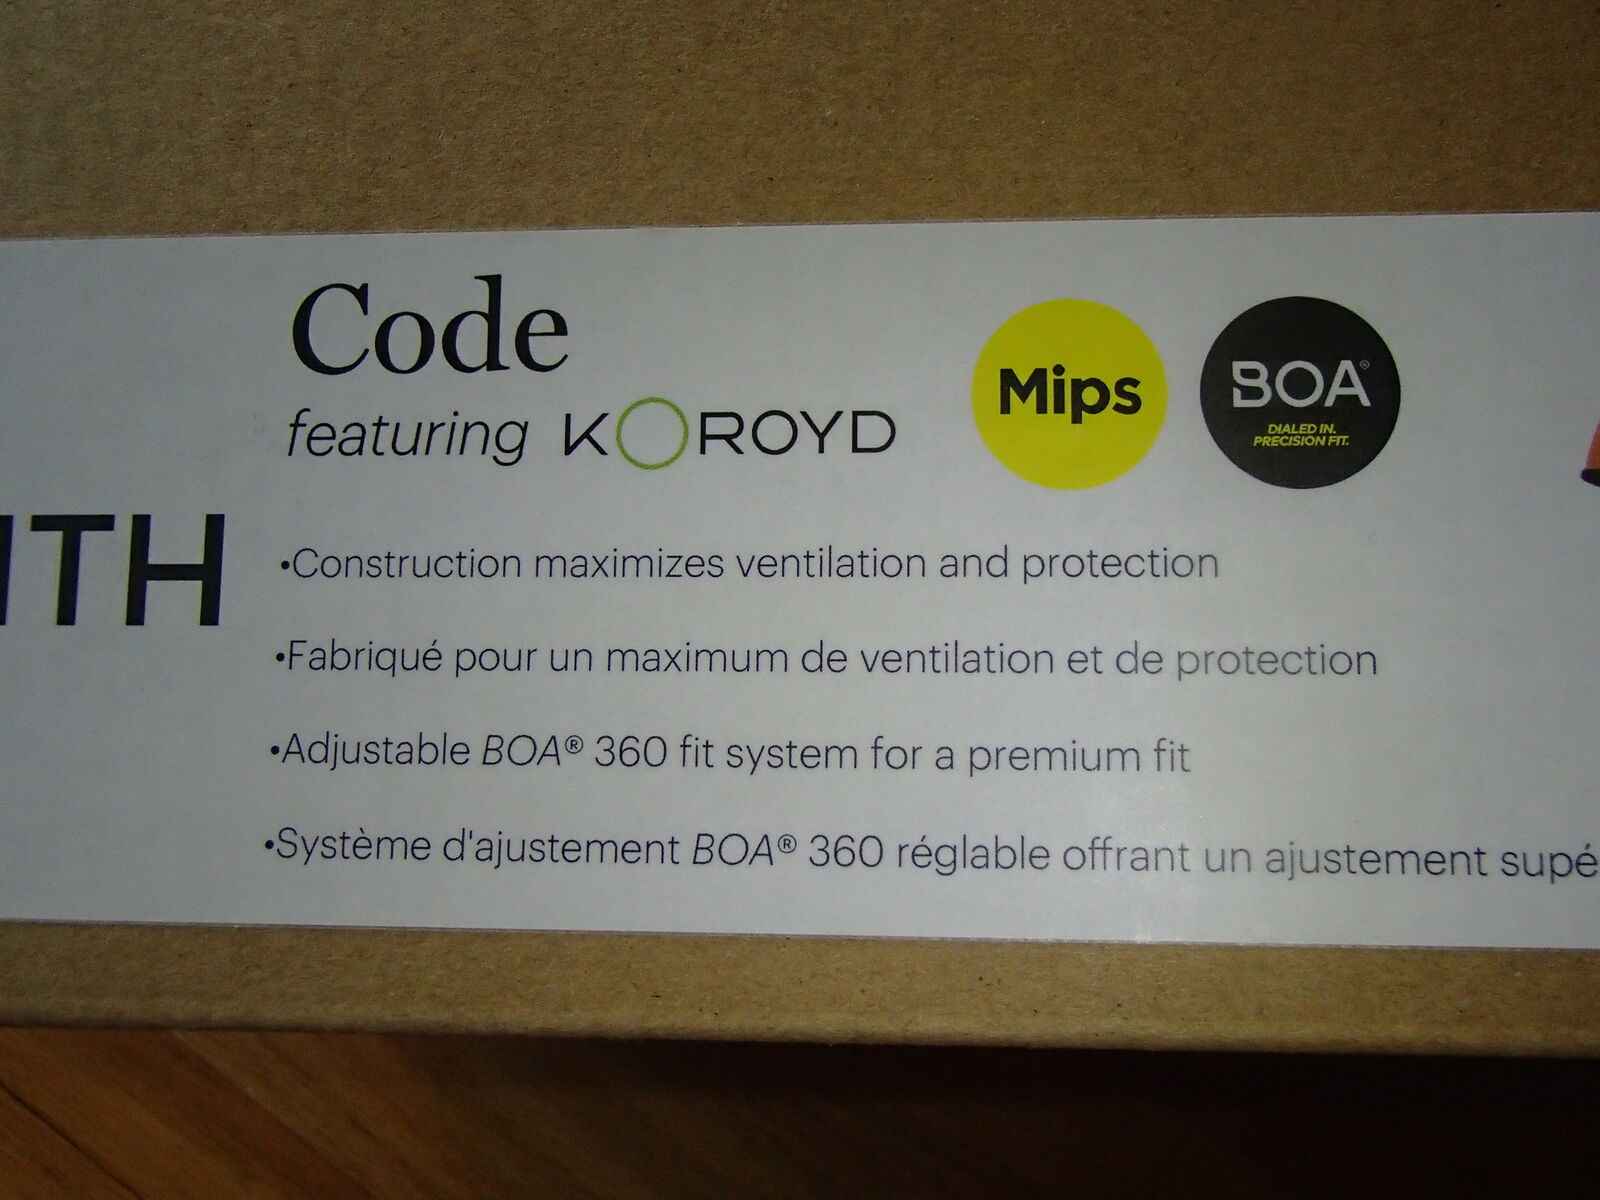 Code
featuring KOROYD
Mips
BOA®
DIALED IN.
PRECISION FIT.
ITH
•Construction maximizes ventilation and protection
•Fabriqué pour un maximum de ventilation et de protection
•Adjustable BOA® 360 fit system for a premium fit
•Système d'ajustement BOA® 360 réglable offrant un ajustement supé